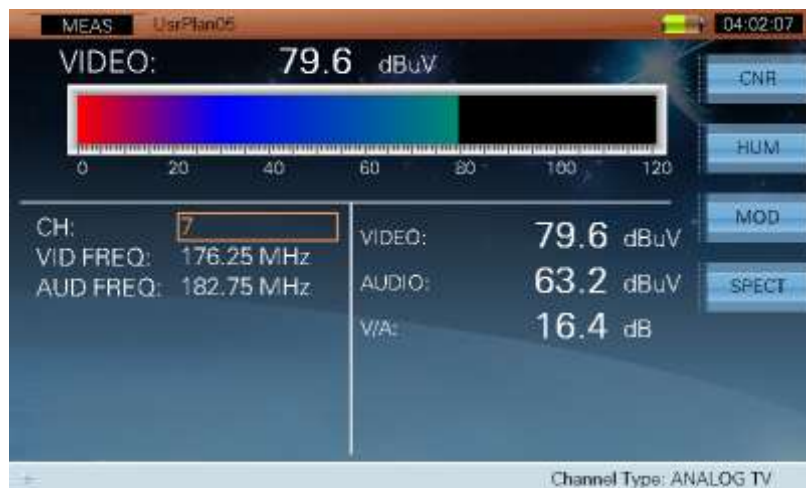 MEAS UsrPlan05 04:02:07
VIDEO: 79.6 dBuV
CNR
0 20 40 60 80 100 120
HUM
CH: 7
VID FREQ: 176.25 MHz
AUD FREQ: 182.75 MHz
VIDEO: 79.6 dBuV
AUDIO: 63.2 dBuV
V/A: 16.4 dB
MOD
SPECT
Channel Type: ANALOG TV